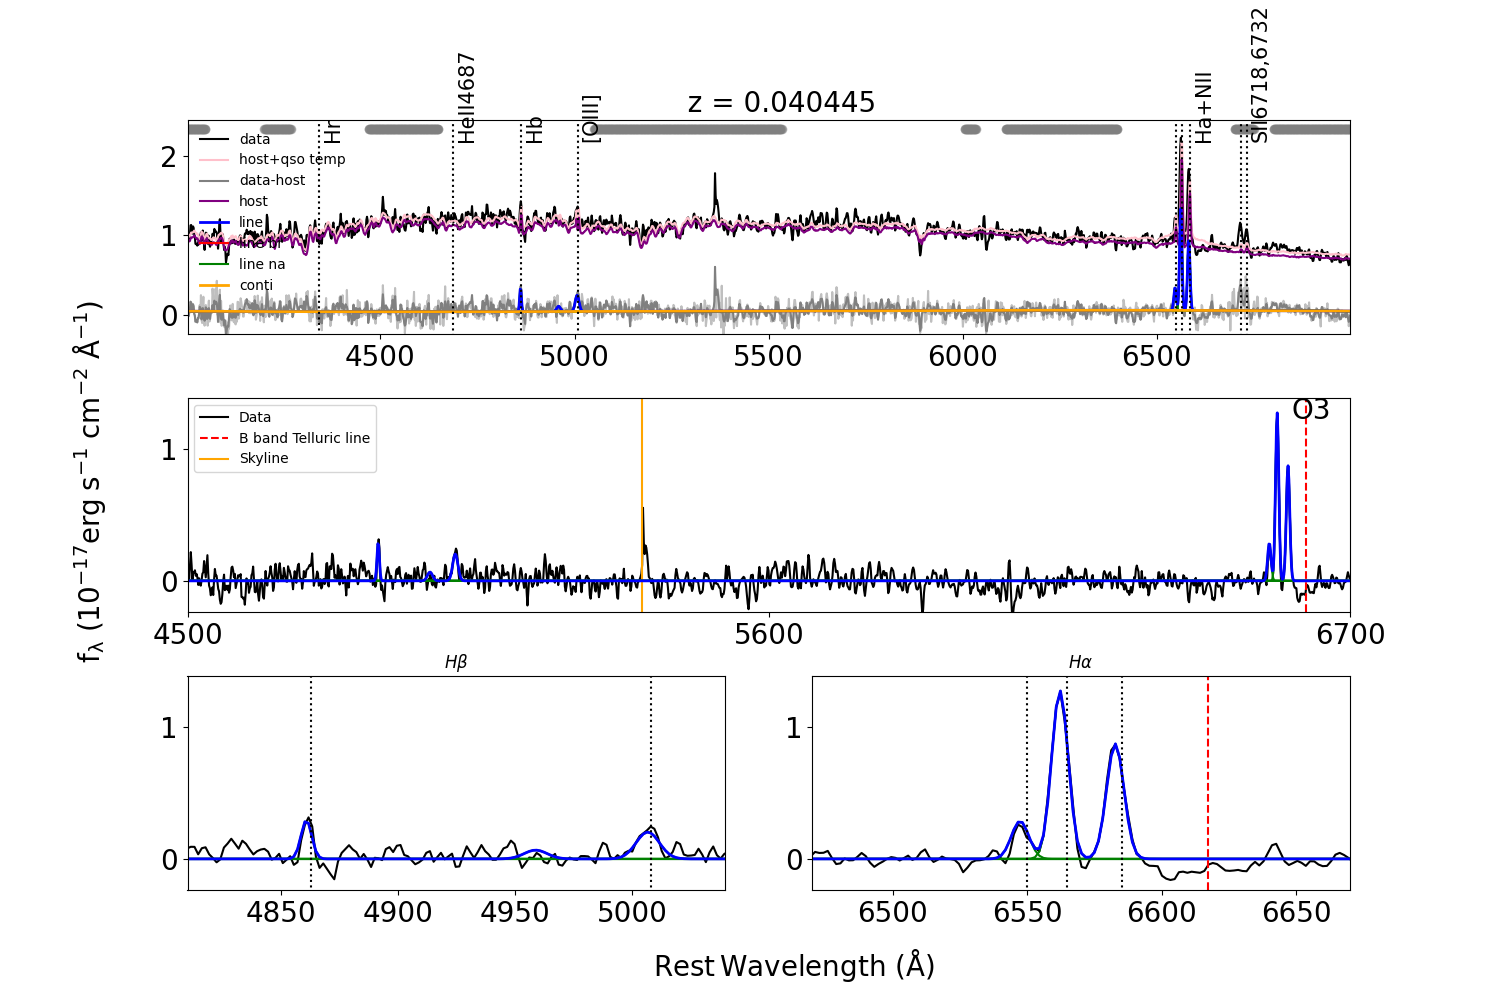 z = 0.040445
Hr
HeII4687
Hb
[OIII]
Ha+NII
SII6718,6732
data
host+qso temp
data-host
host
line
line br
line na
conti
2
1
0
4500
5000
5500
6000
6500
Data
B band Telluric line
Skyline
O3
1
0
4500
5600
6700
fλ (10⁻¹⁷erg s⁻¹ cm⁻² Å⁻¹)
Hβ
1
0
4850
4900
4950
5000
Hα
1
0
6500
6550
6600
6650
Rest Wavelength (Å)